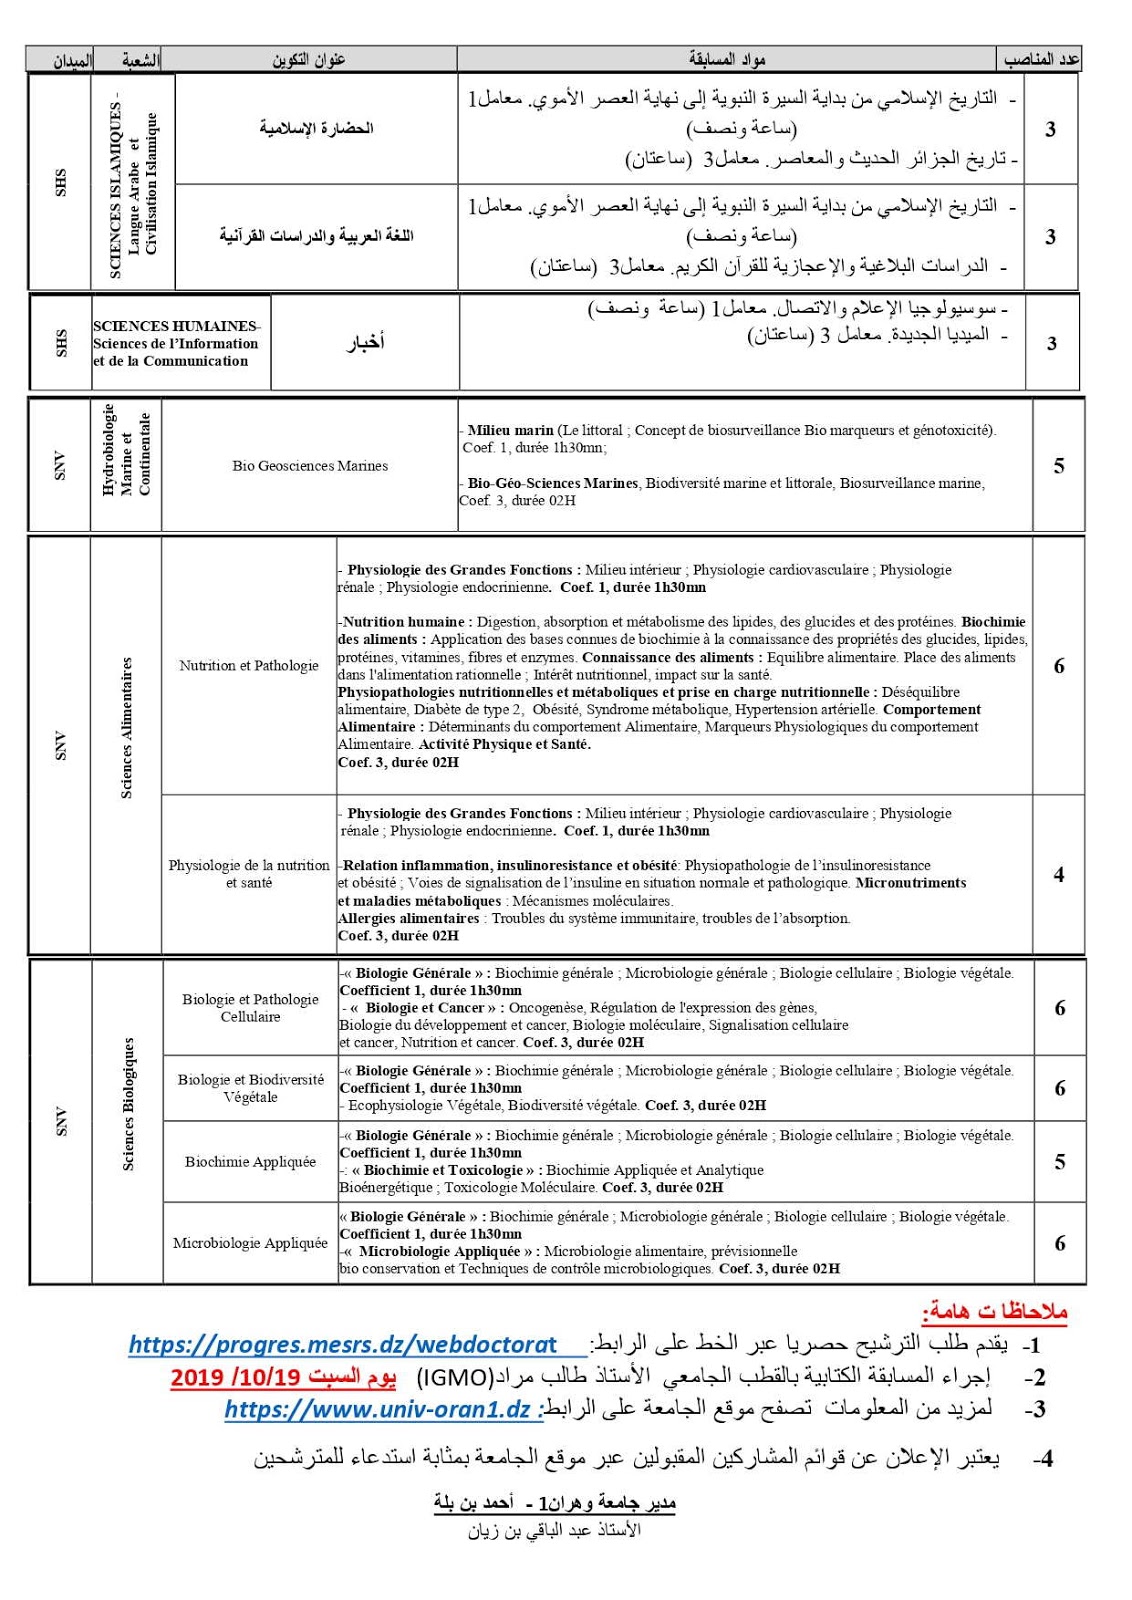 الميدان الشعبة عنوان التكوين مواد المسابقة عدد المناصب
SHS
SCIENCES ISLAMIQUES -
Langue Arabe et
Civilisation Islamique
الحضارة الإسلامية
- التاريخ الإسلامي من بداية السيرة النبوية إلى نهاية العصر الأموي. معامل1
(ساعة ونصف)
- تاريخ الجزائر الحديث والمعاصر. معامل3 (ساعتان)
3
اللغة العربية والدراسات القرآنية
- التاريخ الإسلامي من بداية السيرة النبوية إلى نهاية العصر الأموي. معامل1
(ساعة ونصف)
- الدراسات البلاغية والإعجازية للقرآن الكريم. معامل3 (ساعتان)
3
SHS
SCIENCES HUMAINES-
Sciences de l’Information
et de la Communication
أخبار
- سوسيولوجيا الإعلام والاتصال. معامل1 (ساعة ونصف)
- الميديا الجديدة. معامل 3 (ساعتان)
3
SNV
Hydrobiologie
Marine et
Continentale
Bio Geosciences Marines
- Milieu marin (Le littoral ; Concept de biosurveillance Bio marqueurs et génotoxicité).
Coef. 1, durée 1h30mn;
- Bio-Géo-Sciences Marines, Biodiversité marine et littorale, Biosurveillance marine,
Coef. 3, durée 02H
5
SNV
Sciences Alimentaires
Nutrition et Pathologie
- Physiologie des Grandes Fonctions : Milieu intérieur ; Physiologie cardiovasculaire ; Physiologie
rénale ; Physiologie endocrinienne. Coef. 1, durée 1h30mn
-Nutrition humaine : Digestion, absorption et métabolisme des lipides, des glucides et des protéines. Biochimie
des aliments : Application des bases connues de biochimie à la connaissance des propriétés des glucides, lipides,
protéines, vitamines, fibres et enzymes. Connaissance des aliments : Equilibre alimentaire. Place des aliments
dans l'alimentation rationnelle ; Intérêt nutritionnel, impact sur la santé.
Physiopathologies nutritionnelles et métaboliques et prise en charge nutritionnelle : Déséquilibre
alimentaire, Diabète de type 2, Obésité, Syndrome métabolique, Hypertension artérielle. Comportement
Alimentaire : Déterminants du comportement Alimentaire, Marqueurs Physiologiques du comportement
Alimentaire. Activité Physique et Santé.
Coef. 3, durée 02H
6
Physiologie de la nutrition
et santé
- Physiologie des Grandes Fonctions : Milieu intérieur ; Physiologie cardiovasculaire ; Physiologie
rénale ; Physiologie endocrinienne. Coef. 1, durée 1h30mn
-Relation inflammation, insulinoresistance et obésité: Physiopathologie de l’insulinoresistance
et obésité ; Voies de signalisation de l’insuline en situation normale et pathologique. Micronutriments
et maladies métaboliques : Mécanismes moléculaires.
Allergies alimentaires : Troubles du système immunitaire, troubles de l’absorption.
Coef. 3, durée 02H
4
SNV
Sciences Biologiques
Biologie et Pathologie
Cellulaire
-« Biologie Générale » : Biochimie générale ; Microbiologie générale ; Biologie cellulaire ; Biologie végétale.
Coefficient 1, durée 1h30mn
- « Biologie et Cancer » : Oncogenèse, Régulation de l'expression des gènes,
Biologie du développement et cancer, Biologie moléculaire, Signalisation cellulaire
et cancer, Nutrition et cancer. Coef. 3, durée 02H
6
Biologie et Biodiversité
Végétale
-« Biologie Générale » : Biochimie générale ; Microbiologie générale ; Biologie cellulaire ; Biologie végétale.
Coefficient 1, durée 1h30mn
- Ecophysiologie Végétale, Biodiversité végétale. Coef. 3, durée 02H
6
Biochimie Appliquée
-« Biologie Générale » : Biochimie générale ; Microbiologie générale ; Biologie cellulaire ; Biologie végétale.
Coefficient 1, durée 1h30mn
-: « Biochimie et Toxicologie » : Biochimie Appliquée et Analytique
Bioénergétique ; Toxicologie Moléculaire. Coef. 3, durée 02H
5
Microbiologie Appliquée
« Biologie Générale » : Biochimie générale ; Microbiologie générale ; Biologie cellulaire ; Biologie végétale.
Coefficient 1, durée 1h30mn
-« Microbiologie Appliquée » : Microbiologie alimentaire, prévisionnelle
bio conservation et Techniques de contrôle microbiologiques. Coef. 3, durée 02H
6
ملاحظات هامة:
1- يقدم طلب الترشيح حصريا عبر الخط على الرابط: https://progres.mesrs.dz/webdoctorat
2- إجراء المسابقة الكتابية بالقطب الجامعي الأستاذ طالب مراد(IGMO) يوم السبت 10/19/ 2019
3- لمزيد من المعلومات تصفح موقع الجامعة على الرابط: https://www.univ-oran1.dz
4- يعتبر الإعلان عن قوائم المشاركين المقبولين عبر موقع الجامعة بمثابة استدعاء للمترشحين
مدير جامعة وهران1 - أحمد بن بلة
الأستاذ عبد الباقي بن زيان